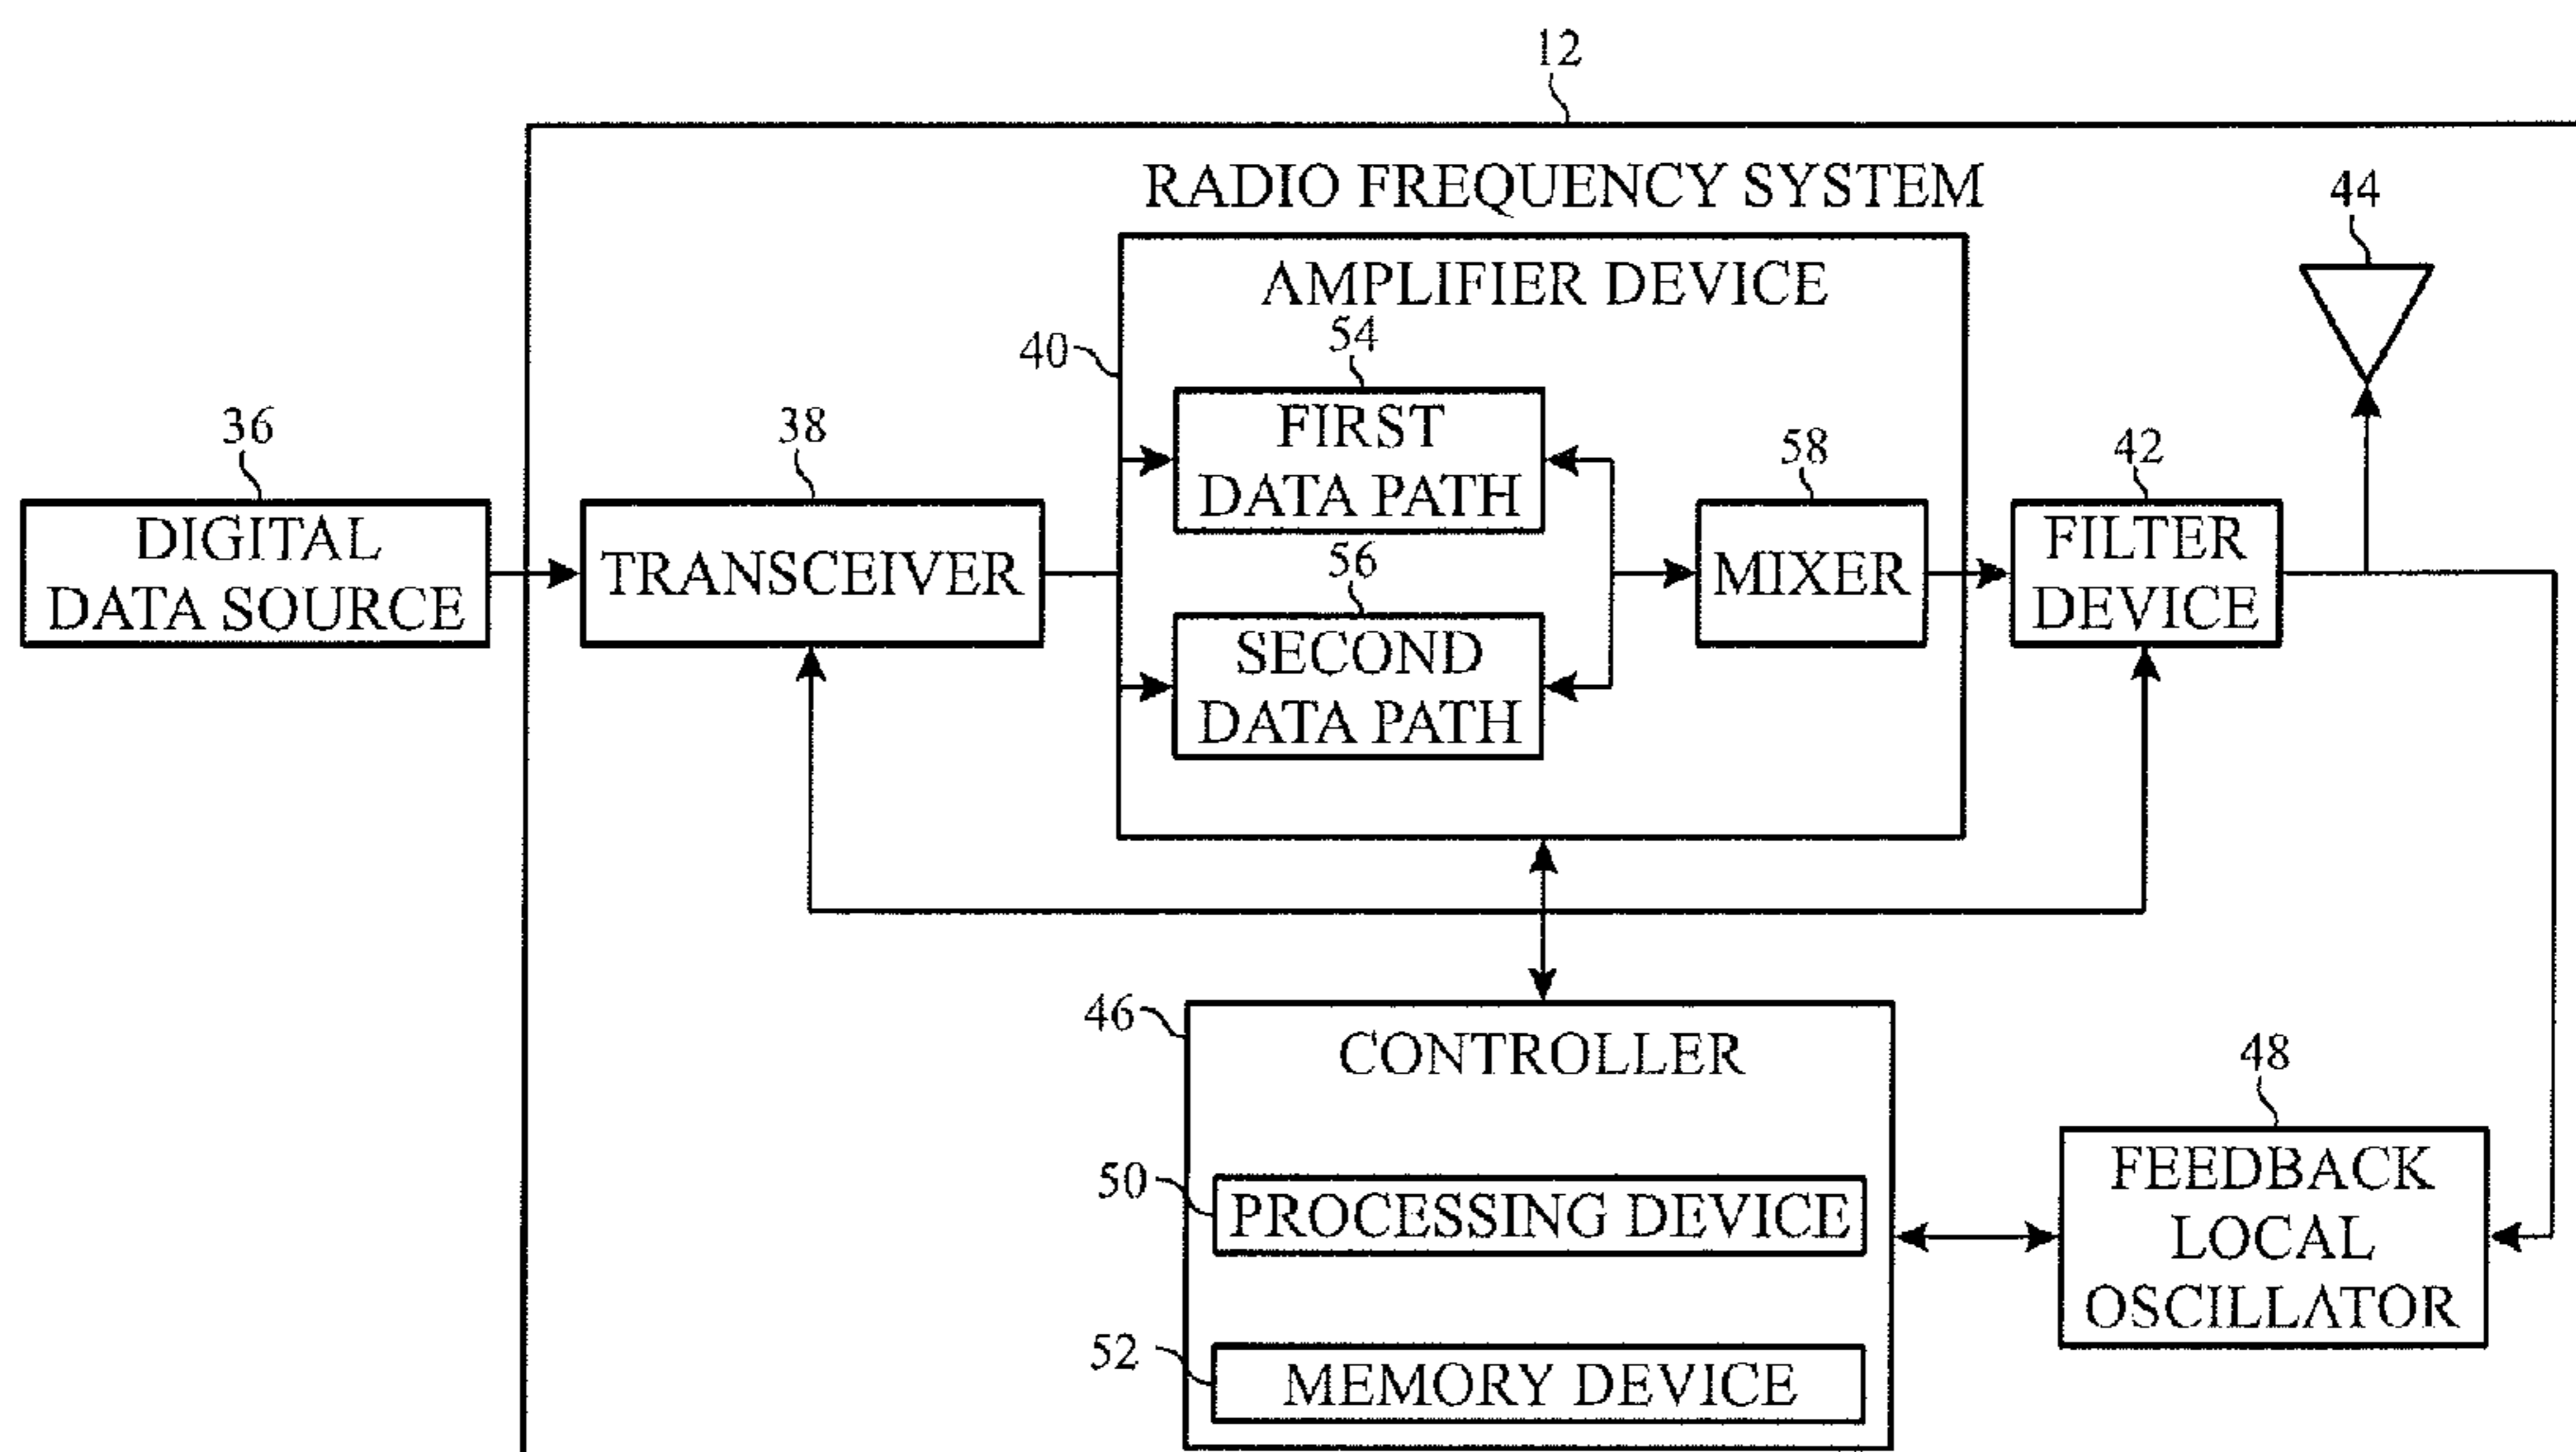 12
RADIO FREQUENCY SYSTEM
44
AMPLIFIER DEVICE
40
54
FIRST
DATA PATH
36
DIGITAL
DATA SOURCE
38
TRANSCEIVER
56
SECOND
DATA PATH
58
MIXER
42
FILTER
DEVICE
46
CONTROLLER
50
PROCESSING DEVICE
52
MEMORY DEVICE
48
FEEDBACK
LOCAL
OSCILLATOR